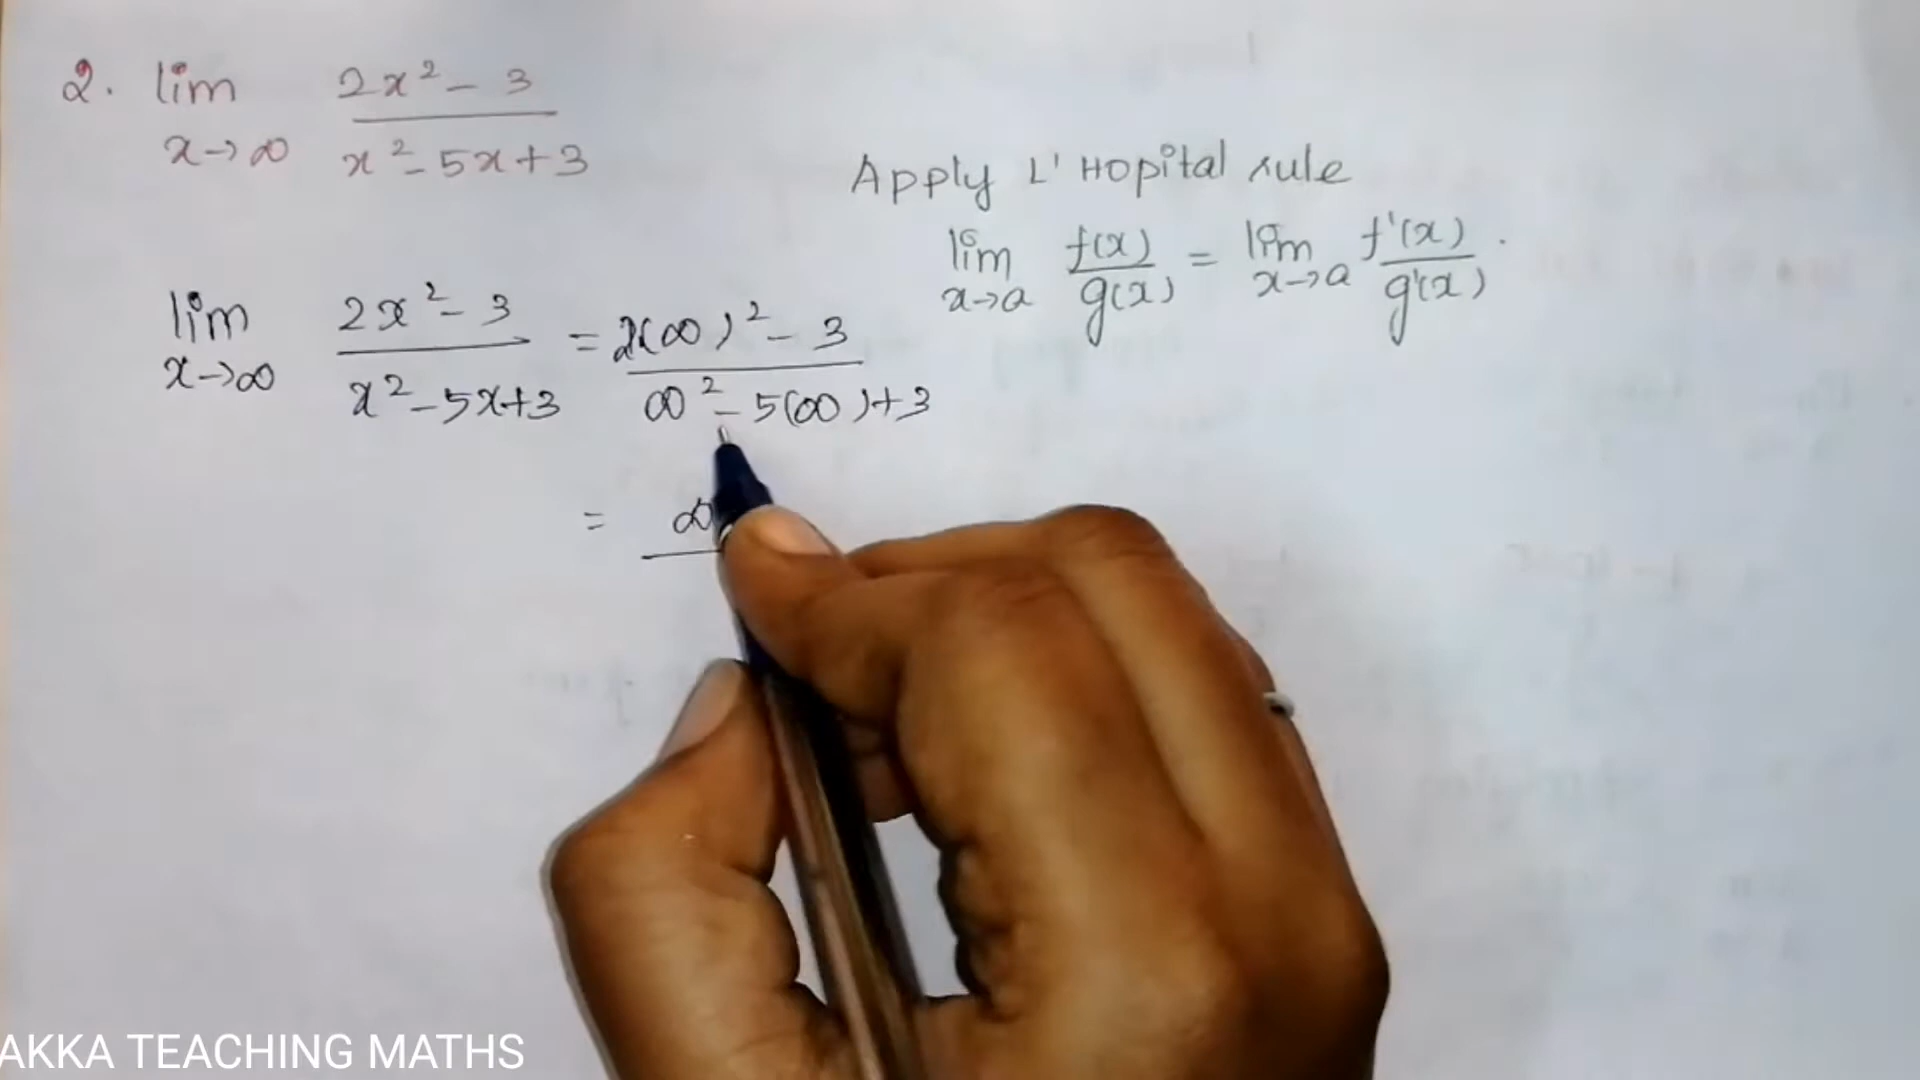 2. lim 2x² - 3
x→∞ x² - 5x + 3
Apply L' Hopital rule
lim f(x) = lim f'(x) .
x→a g(x) x→a g'(x)
lim 2x² - 3 = 2(∞)² - 3
x→∞ x² - 5x + 3 ∞² - 5(∞) + 3
= ∞
AKKA TEACHING MATHS